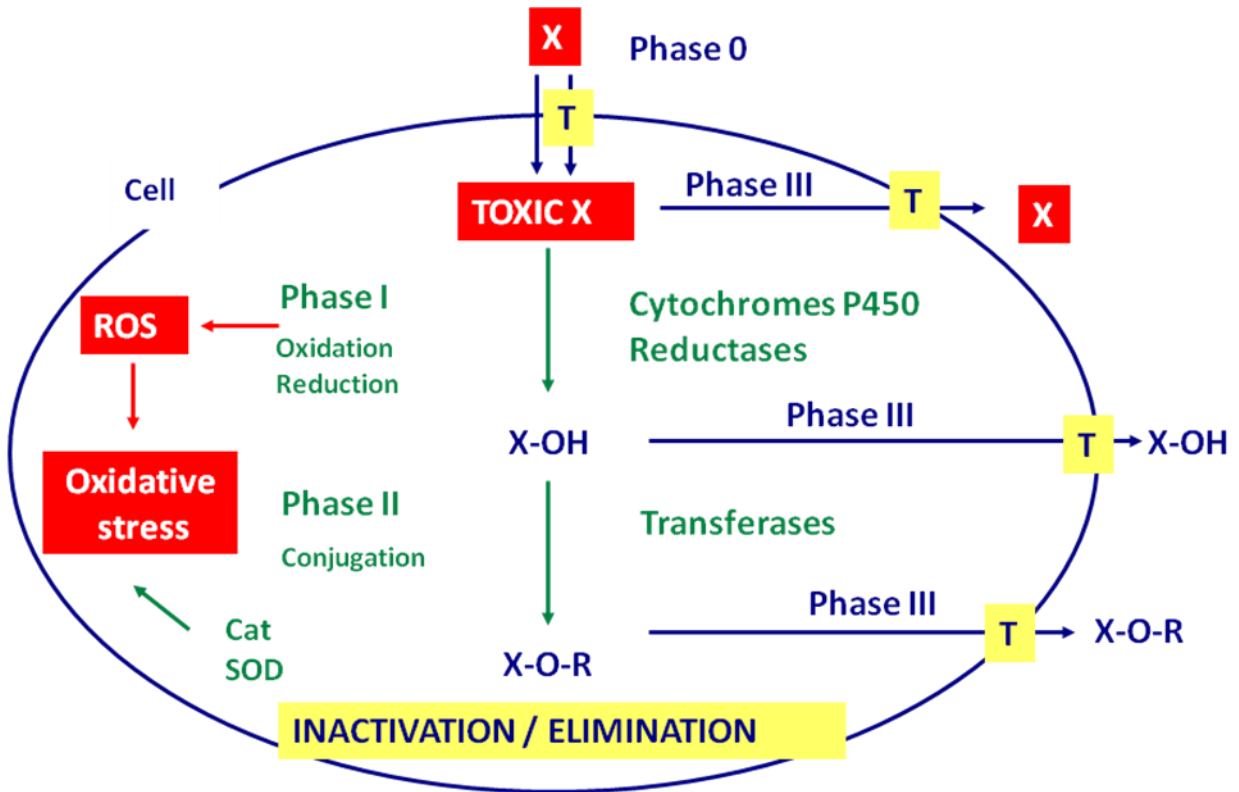 X
Phase 0
T
Cell
TOXIC X
Phase III
T
X
Phase I
Oxidation
Reduction
ROS
Cytochromes P450
Reductases
X-OH
Phase III
T
X-OH
Oxidative
stress
Phase II
Conjugation
Transferases
Cat
SOD
X-O-R
Phase III
T
X-O-R
INACTIVATION / ELIMINATION